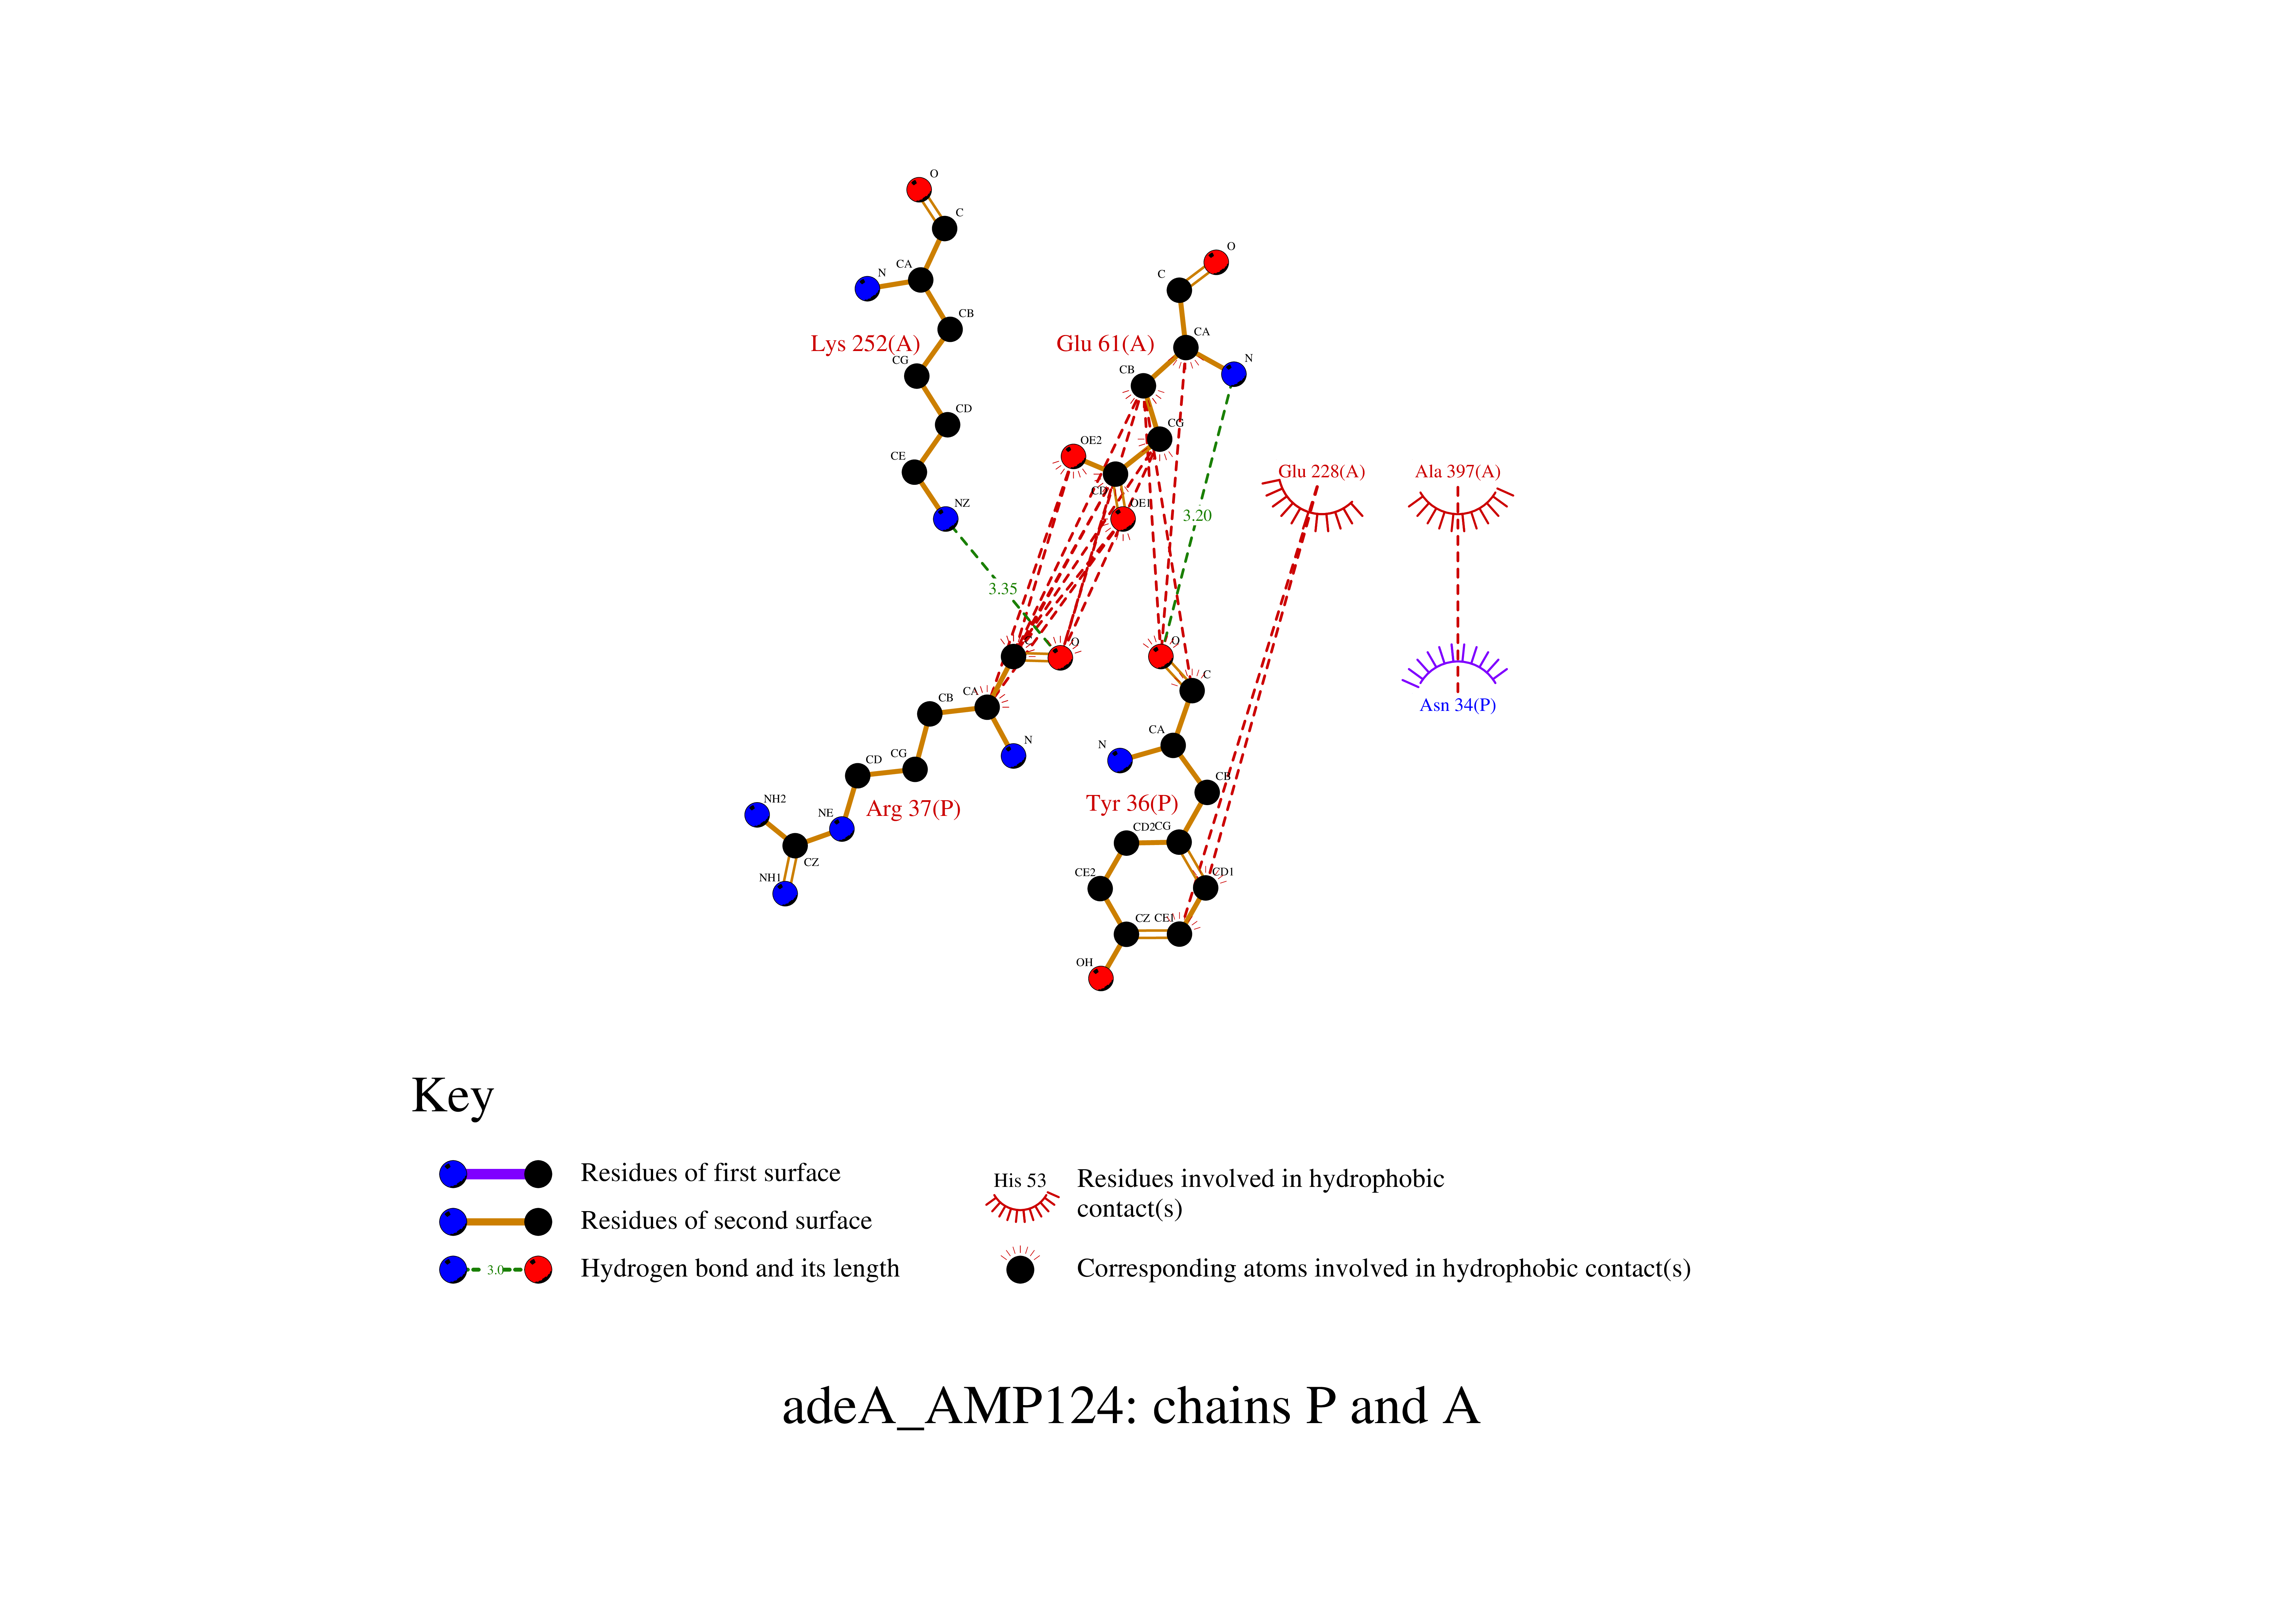 O
C
CA
N
CB
Lys 252(A)
CG
CD
CE
NZ
O
C
CA
N
CB
Glu 61(A)
CG
OE2
CD
OE1
3.20
3.35
Glu 228(A)
Ala 397(A)
Asn 34(P)
O
CA
CB
N
CG
CD
Arg 37(P)
NE
NH2
CZ
NH1
O
C
CA
N
CB
Tyr 36(P)
CD2
CG
CD1
CE2
CZ
CE1
OH
Key
Residues of first surface
Residues of second surface
3.0
Hydrogen bond and its length
His 53
Residues involved in hydrophobic
contact(s)
Corresponding atoms involved in hydrophobic contact(s)
adeA_AMP124: chains P and A